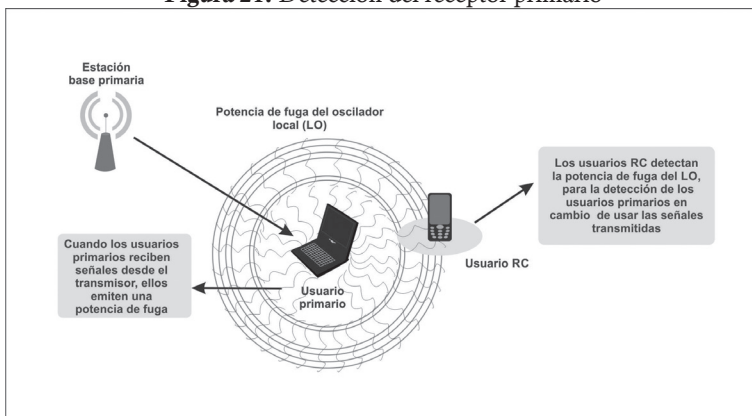 Figura 21. Detección del receptor primario
Estación
base primaria
Potencia de fuga del oscilador
local (LO)
Los usuarios RC detectan
la potencia de fuga del LO,
para la detección de los
usuarios primarios en
cambio de usar las señales
transmitidas
Cuando los usuarios
primarios reciben
señales desde el
transmisor, ellos
emiten una
potencia de fuga
Usuario
primario
Usuario RC